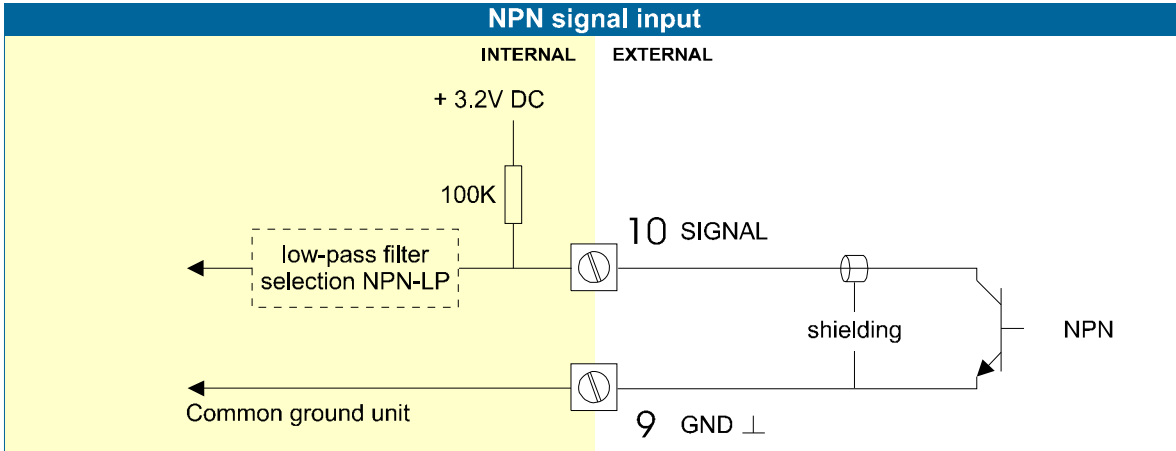 NPN signal input
INTERNAL EXTERNAL
+ 3.2V DC
100K
10 SIGNAL
low-pass filter
selection NPN-LP
shielding
NPN
Common ground unit
9 GND ⊥